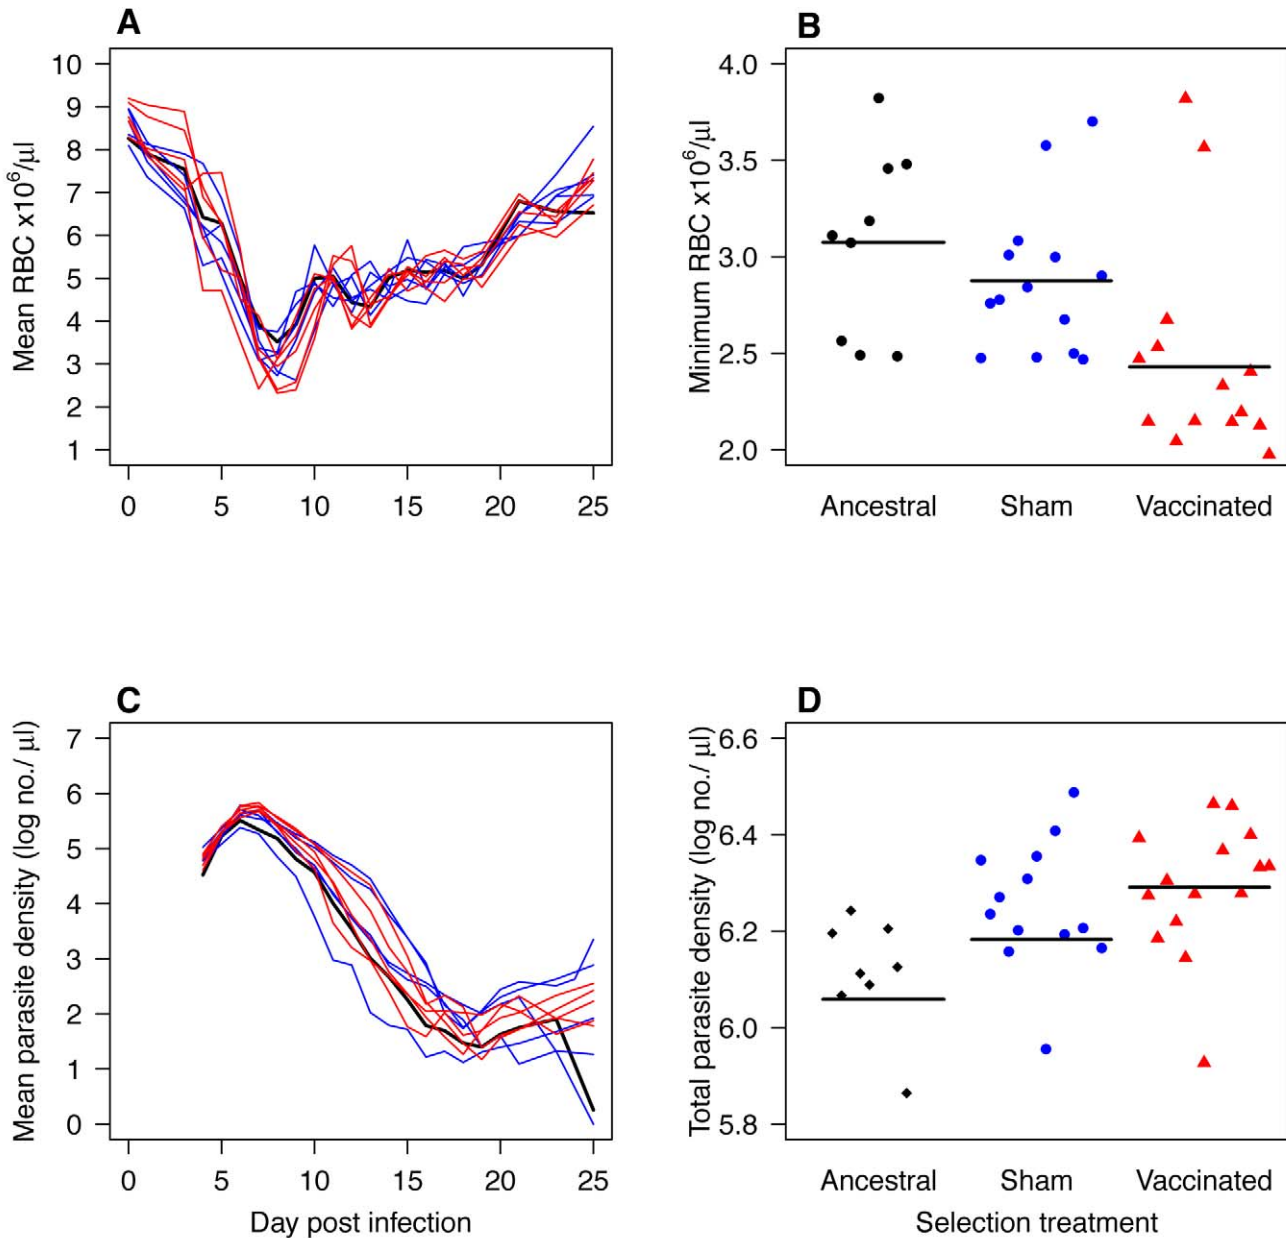 A
Mean RBC x10⁶/μl
10
9
8
7
6
5
4
3
2
1
0 5 10 15 20 25
B
Minimum RBC x10⁶/μl
4.0
3.5
3.0
2.5
2.0
Ancestral Sham Vaccinated
C
Mean parasite density (log no./ μl)
7
6
5
4
3
2
1
0
0 5 10 15 20 25
Day post infection
D
Total parasite density (log no./ μl)
6.6
6.4
6.2
6.0
5.8
Ancestral Sham Vaccinated
Selection treatment